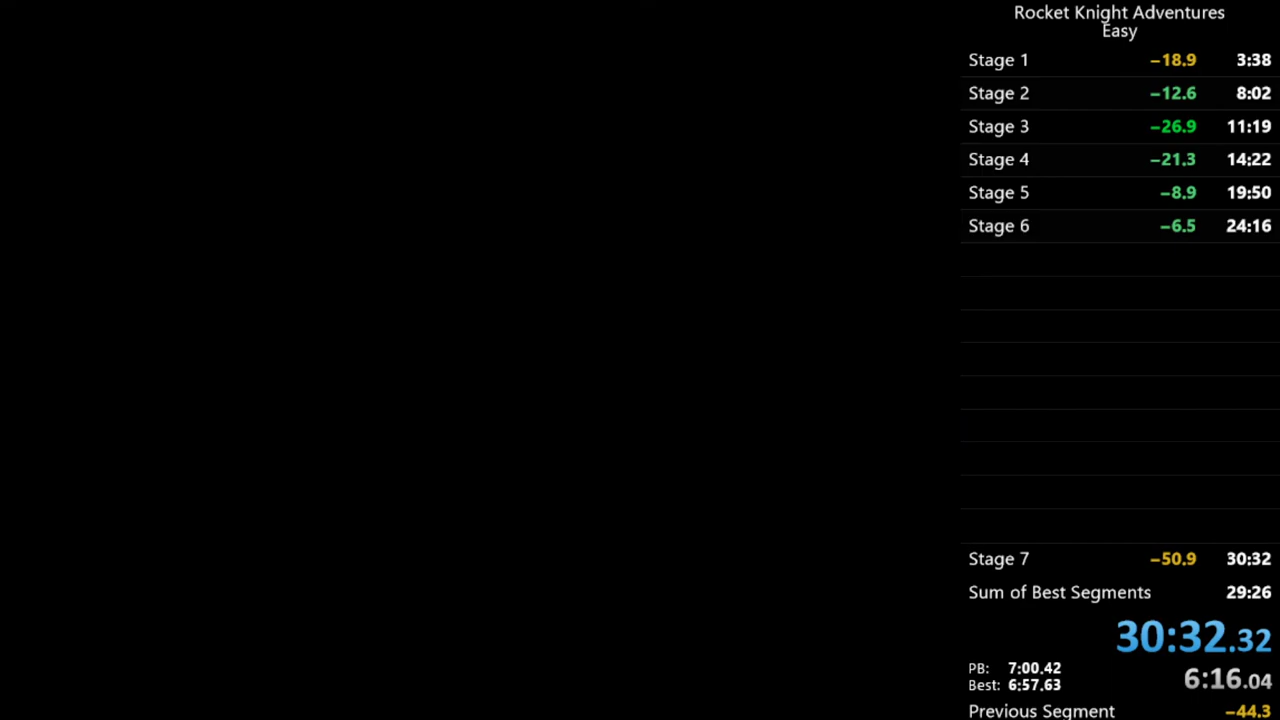 Rocket Knight Adventures
Easy
Stage 1 −18.9 3:38
Stage 2 −12.6 8:02
Stage 3 −26.9 11:19
Stage 4 −21.3 14:22
Stage 5 −8.9 19:50
Stage 6 −6.5 24:16
Stage 7 −50.9 30:32
Sum of Best Segments 29:26
30:32.32
PB: 7:00.42
Best: 6:57.63
6:16.04
Previous Segment −44.3